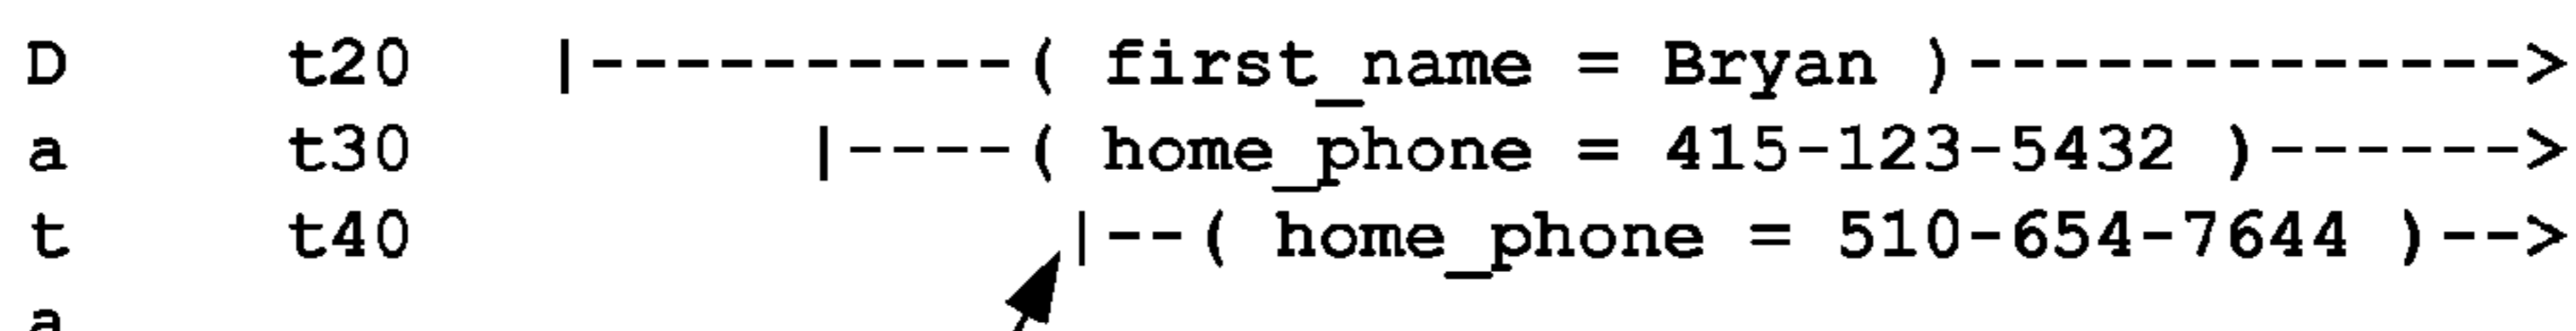 D t20 |----------( first_name = Bryan )------------->
a t30 |----( home_phone = 415-123-5432 )------>
t t40 |--( home_phone = 510-654-7644 )-->
a